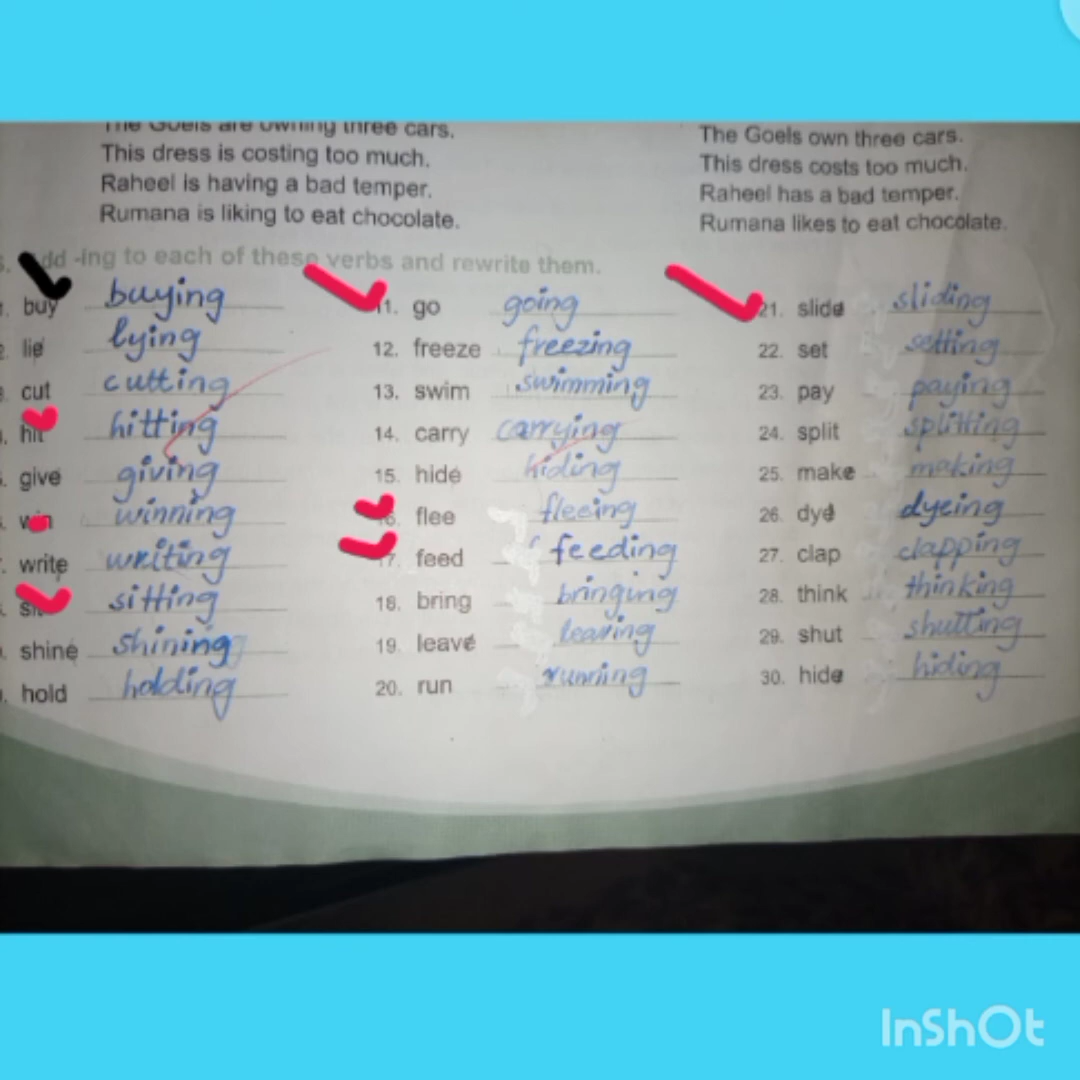 The Goels are owning three cars. The Goels own three cars.
This dress is costing too much. This dress costs too much.
Raheel is having a bad temper. Raheel has a bad temper.
Rumana is liking to eat chocolate. Rumana likes to eat chocolate.
-ing to each of these verbs and rewrite them.
buy buying 11. go going 21. slide sliding
lie lying 12. freeze freezing 22. set setting
cut cutting 13. swim swimming 23. pay paying
hit hitting 14. carry carrying 24. split splitting
give giving 15. hide hiding 25. make making
win winning flee fleeing 26. dye dyeing
write writing 17. feed feeding 27. clap clapping
sitting 18. bring bringing 28. think thinking
shine shining 19. leave leaving 29. shut shutting
hold holding 20. run running 30. hide hiding
InShOt